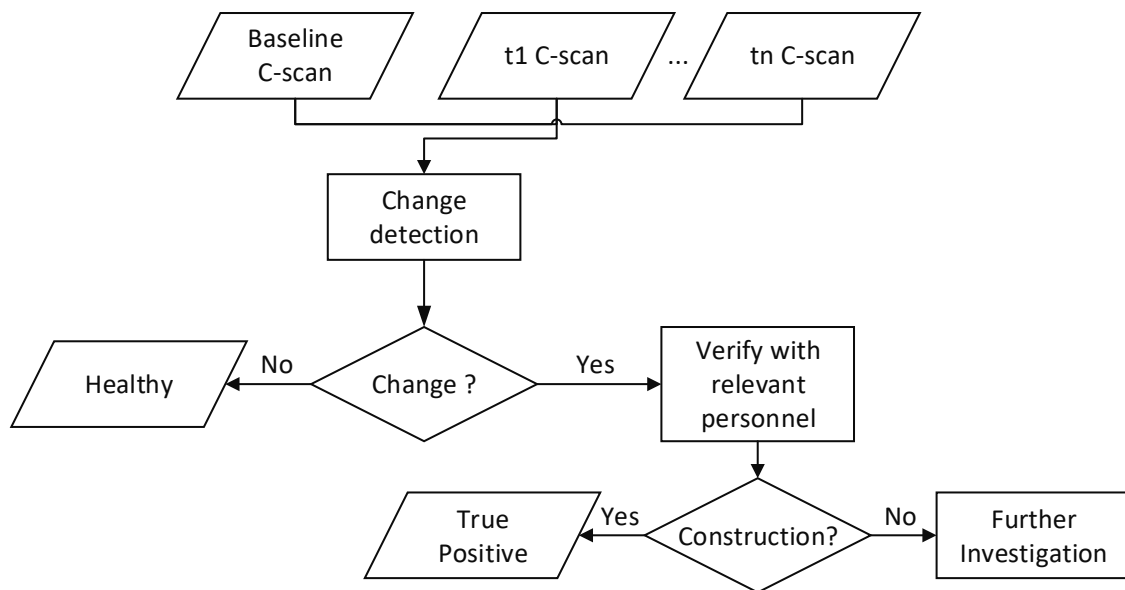 Baseline
C-scan
t1 C-scan
...
tn C-scan
Change
detection
No
Change ?
Yes
Healthy
Verify with
relevant
personnel
True
Positive
Yes
Construction?
No
Further
Investigation